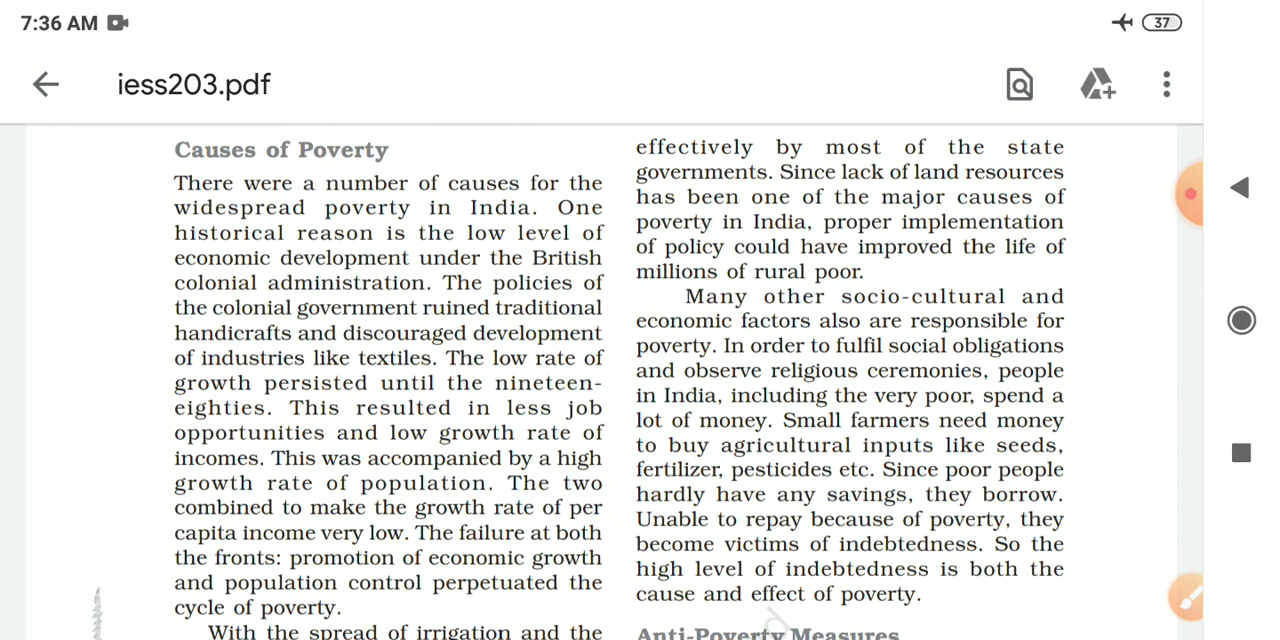 7:36 AM
37
iess203.pdf
Causes of Poverty
There were a number of causes for the
widespread poverty in India. One
historical reason is the low level of
economic development under the British
colonial administration. The policies of
the colonial government ruined traditional
handicrafts and discouraged development
of industries like textiles. The low rate of
growth persisted until the nineteen-
eighties. This resulted in less job
opportunities and low growth rate of
incomes. This was accompanied by a high
growth rate of population. The two
combined to make the growth rate of per
capita income very low. The failure at both
the fronts: promotion of economic growth
and population control perpetuated the
cycle of poverty.
With the spread of irrigation and the
effectively by most of the state
governments. Since lack of land resources
has been one of the major causes of
poverty in India, proper implementation
of policy could have improved the life of
millions of rural poor.
Many other socio-cultural and
economic factors also are responsible for
poverty. In order to fulfil social obligations
and observe religious ceremonies, people
in India, including the very poor, spend a
lot of money. Small farmers need money
to buy agricultural inputs like seeds,
fertilizer, pesticides etc. Since poor people
hardly have any savings, they borrow.
Unable to repay because of poverty, they
become victims of indebtedness. So the
high level of indebtedness is both the
cause and effect of poverty.
Anti-Poverty Measures